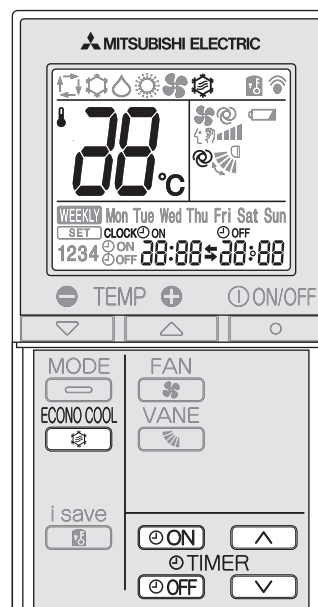 MITSUBISHI ELECTRIC
88°C
WEEKLY Mon Tue Wed Thu Fri Sat Sun
SET CLOCK ON OFF
1234 ON OFF 88:88 88:88
TEMP ON/OFF
MODE FAN
ECONO COOL VANE
i save
ON
TIMER
OFF